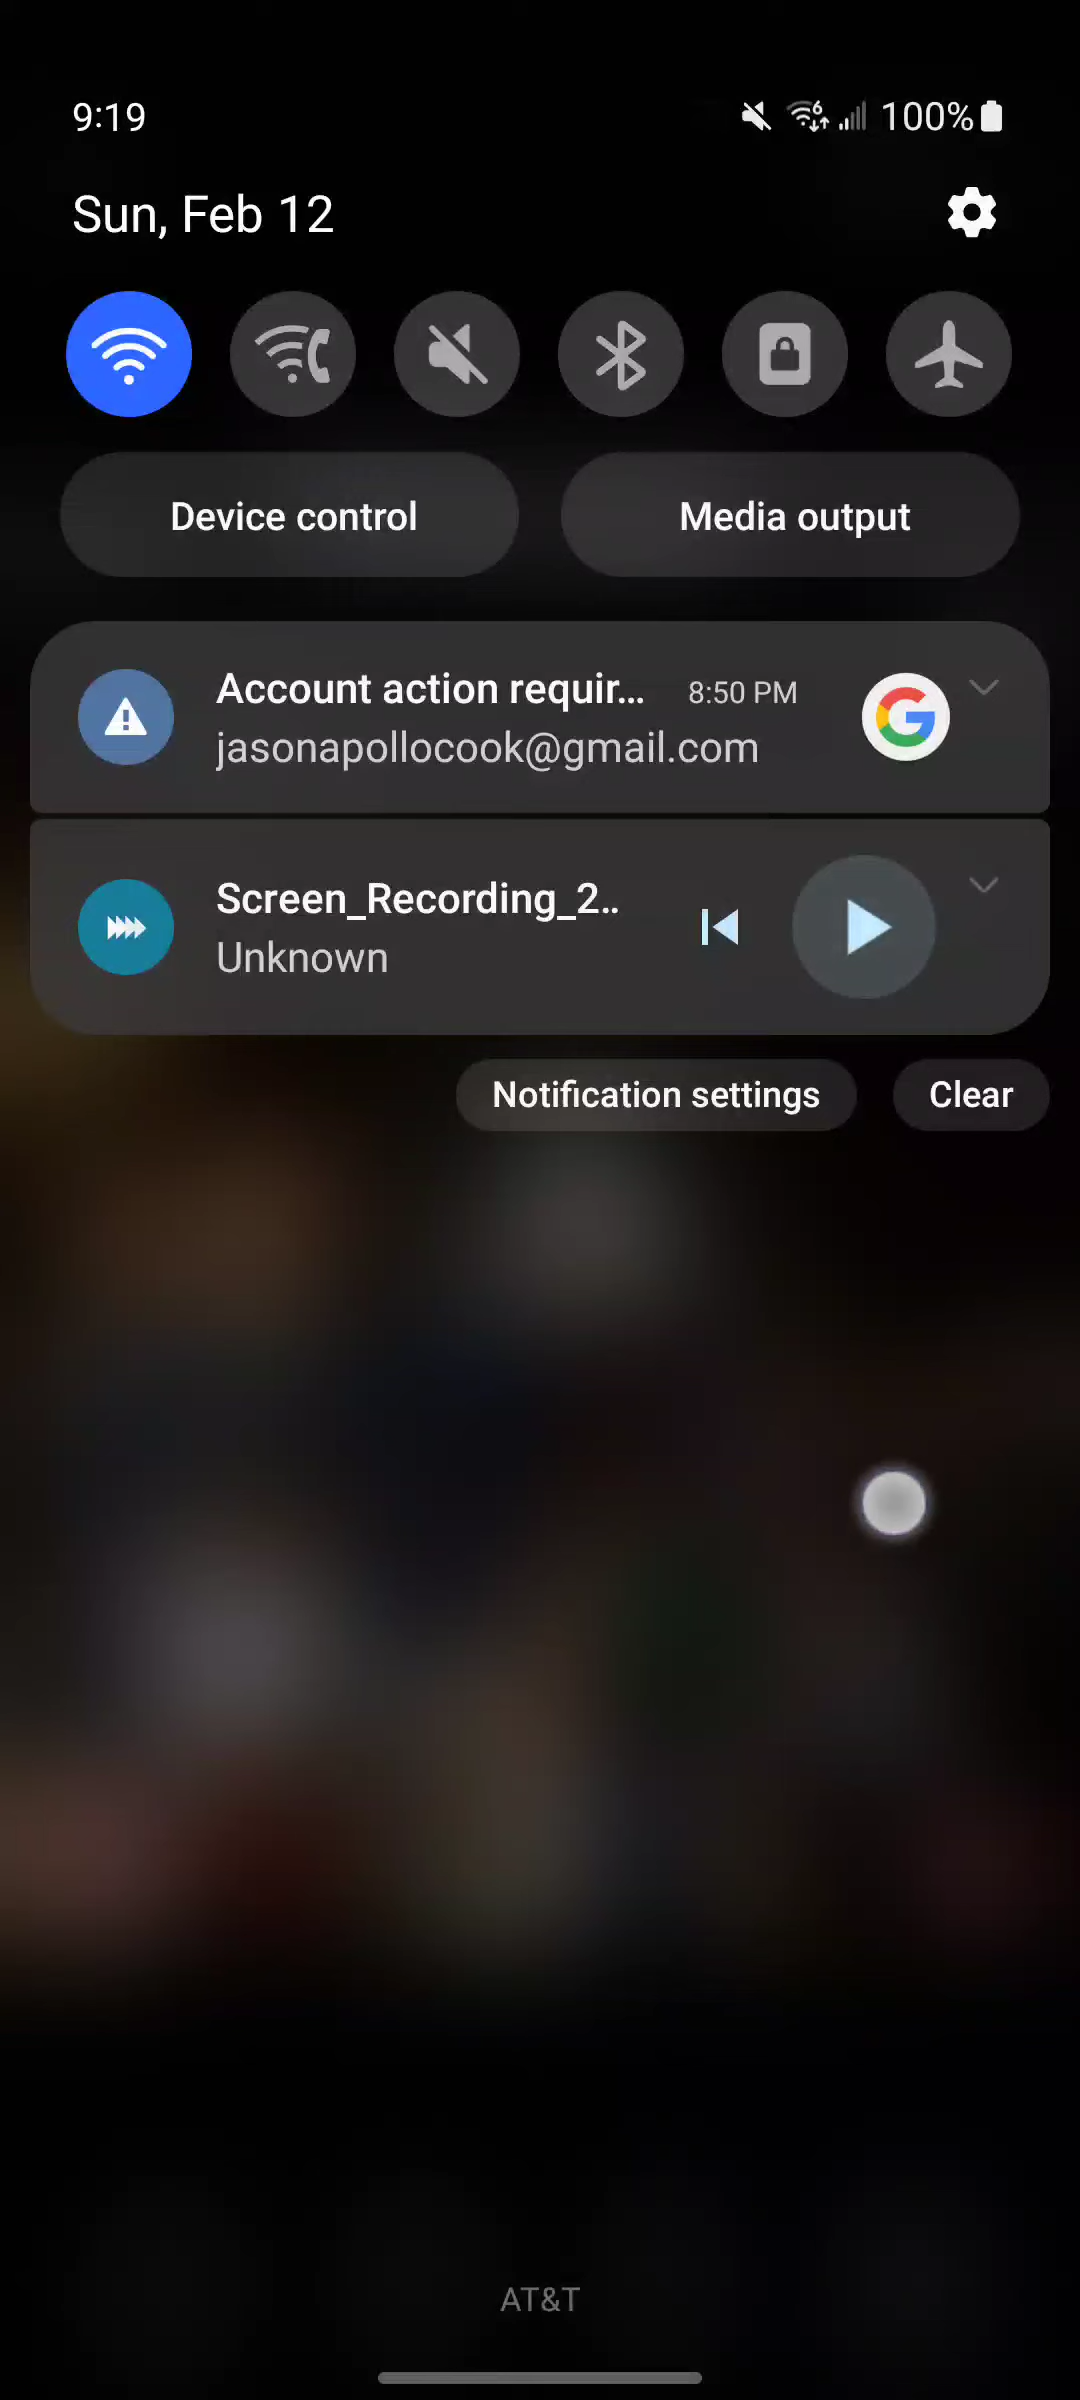 9:19
6 100%
Sun, Feb 12
Device control
Media output
Account action requir... 8:50 PM
jasonapollocook@gmail.com
Screen_Recording_2..
Unknown
Notification settings
Clear
AT&T